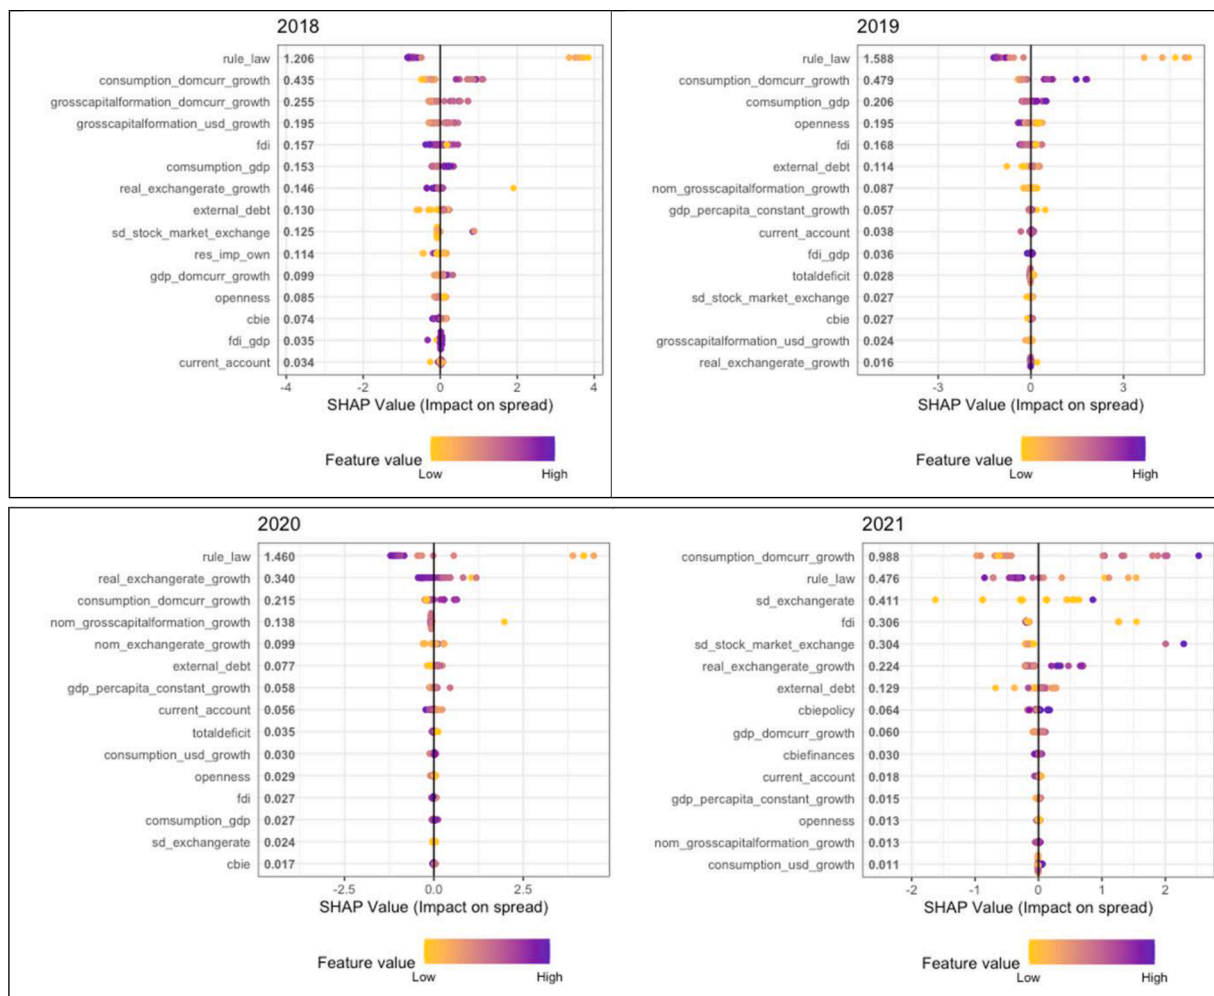 2018
rule_law 1.206
consumption_domcurr_growth 0.435
grosscapitalformation_domcurr_growth 0.255
grosscapitalformation_usd_growth 0.195
fdi 0.157
comsumption_gdp 0.153
real_exchangerate_growth 0.146
external_debt 0.130
sd_stock_market_exchange 0.125
res_imp_own 0.114
gdp_domcurr_growth 0.099
openness 0.085
cbie 0.074
fdi_gdp 0.035
current_account 0.034
-4 -2 0 2 4
SHAP Value (Impact on spread)
Feature value
Low High
2019
rule_law 1.588
consumption_domcurr_growth 0.479
comsumption_gdp 0.206
openness 0.195
fdi 0.168
external_debt 0.114
nom_grosscapitalformation_growth 0.087
gdp_percapita_constant_growth 0.057
current_account 0.038
fdi_gdp 0.036
totaldeficit 0.028
sd_stock_market_exchange 0.027
cbie 0.027
grosscapitalformation_usd_growth 0.024
real_exchangerate_growth 0.016
-3 0 3
SHAP Value (Impact on spread)
Feature value
Low High
2020
rule_law 1.460
real_exchangerate_growth 0.340
consumption_domcurr_growth 0.215
nom_grosscapitalformation_growth 0.138
nom_exchangerate_growth 0.099
external_debt 0.077
gdp_percapita_constant_growth 0.058
current_account 0.056
totaldeficit 0.035
consumption_usd_growth 0.030
openness 0.029
fdi 0.027
comsumption_gdp 0.027
sd_exchangerate 0.024
cbie 0.017
-2.5 0.0 2.5
SHAP Value (Impact on spread)
Feature value
Low High
2021
consumption_domcurr_growth 0.988
rule_law 0.476
sd_exchangerate 0.411
fdi 0.306
sd_stock_market_exchange 0.304
real_exchangerate_growth 0.224
external_debt 0.129
cbiepolicy 0.064
gdp_domcurr_growth 0.060
cbiefinances 0.030
current_account 0.018
gdp_percapita_constant_growth 0.015
openness 0.013
nom_grosscapitalformation_growth 0.013
consumption_usd_growth 0.011
-2 -1 0 1 2
SHAP Value (Impact on spread)
Feature value
Low High